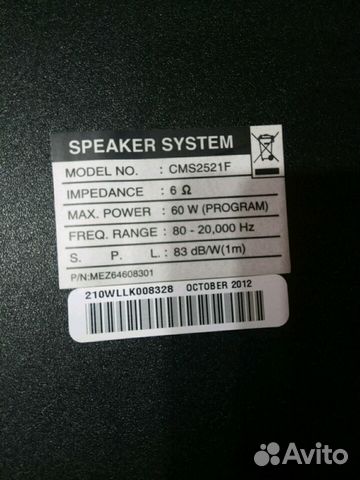 SPEAKER SYSTEM
MODEL NO. : CMS2521F
IMPEDANCE : 6 Ω
MAX. POWER : 60 W (PROGRAM)
FREQ. RANGE : 80 - 20,000 Hz
S. P. L. : 83 dB/W(1m)
P/N:MEZ64608301
210WLLK008328 OCTOBER 2012
Avito